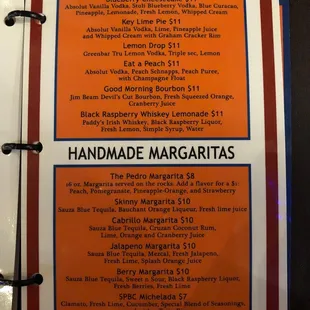 Absolut Vanilla Vodka, Stoli Blueberry Vodka, Blue Curazao,
Pineapple, Lemonade, Fresh Lemon, Whipped Cream
Key Lime Pie $11
Absolut Vanilla Vodka, Lime, Pineapple Juice
and Whipped Cream with Graham Cracker Rim
Lemon Drop $11
Greenbar Tru Lemon Vodka, Triple sec, Lemon
Eat a Peach $11
Absolut Vodka, Peach Schnapps, Peach Puree,
with Champagne Float
Good Morning Bourbon $11
Jim Beam Devil's Cut Bourbon, Fresh Squeezed Orange,
Cranberry Juice
Black Raspberry Whiskey Lemonade $11
Paddy's Irish Whiskey, Black Raspberry Liquor,
Fresh Lemon, Simple Syrup, Water
HANDMADE MARGARITAS
The Pedro Margarita $8
16 oz. Margarita served on the rocks. Add a flavor for $1:
Peach, Pomegranate, Pineapple-Orange, and Strawberry
Skinny Margarita $10
Sauza Blue Tequila, Bauchant Orange Liqueur, Fresh lime juice
Cabrillo Margarita $10
Sauza Blue Tequila, Cruzan Coconut Rum,
Lime, Orange and Cranberry Juice
Jalapeno Margarita $10
Sauza Blue Tequila, Mezcal, Fresh Jalapeno,
Fresh Lime, Splash Orange Juice
Berry Margarita $10
Sauza Blue Tequila, Sweet n Sour, Black Raspberry Liquori,
Fresh Berries, Fresh Lime
SPBC Michelada $7
Clamato, Fresh Lime, Cucumber, Special Blend of Seasonings,